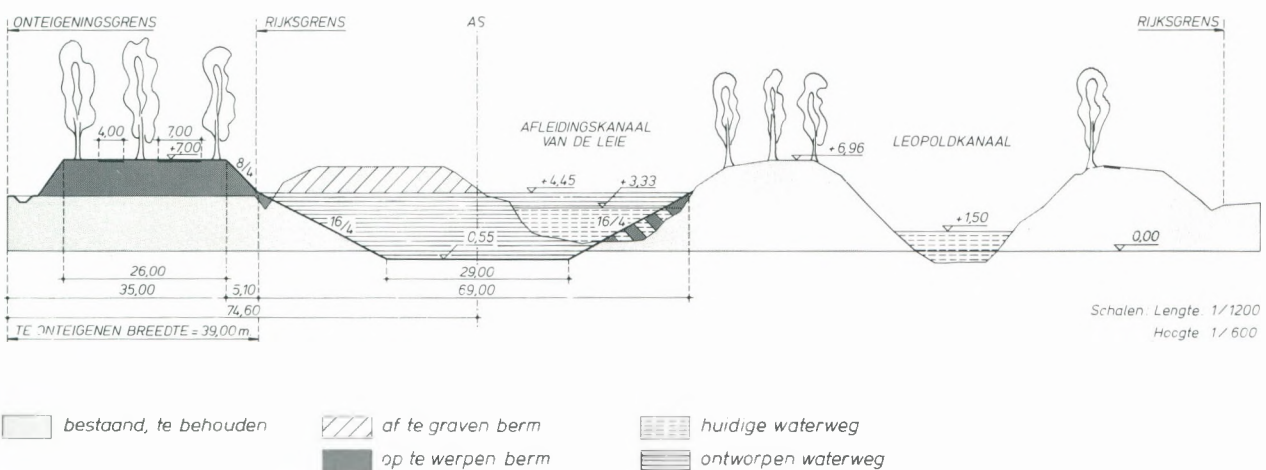 ONTEIGENINGSGRENS RIJKSGRENS AS RIJKSGRENS
4,00 7,00
+7,00
8/4
AFLEIDINGSKANAAL
VAN DE LEIE
LEOPOLDKANAAL
+6,96
+4,45 +3,33
16/4 16/4
+1,50
0,55 0,00
26,00 29,00
35,00 5,10 69,00
74,60
TE ONTEIGENEN BREEDTE = 39,00 m.
Schalen: Lengte 1/1200
Hoogte 1/600
bestaand, te behouden
af te graven berm
huidige waterweg
op te werpen berm
ontworpen waterweg